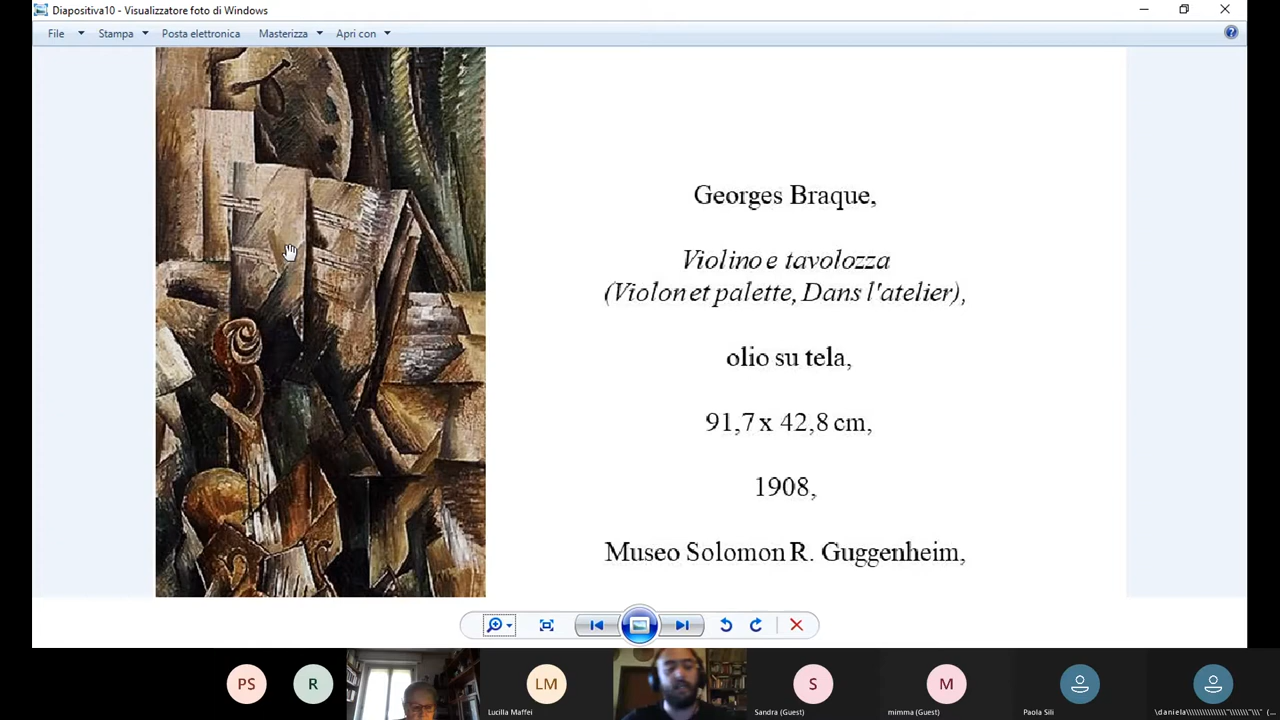 Diapositiva10 - Visualizzatore foto di Windows
File Stampa Posta elettronica Masterizza Apri con
Georges Braque,
Violino e tavolozza
(Violon et palette, Dans l'atelier),
olio su tela,
91,7 x 42,8 cm,
1908,
Museo Solomon R. Guggenheim,
PS R LM S M
Lucilla Maffei Sandra (Guest) mimma (Guest) Paola Sili